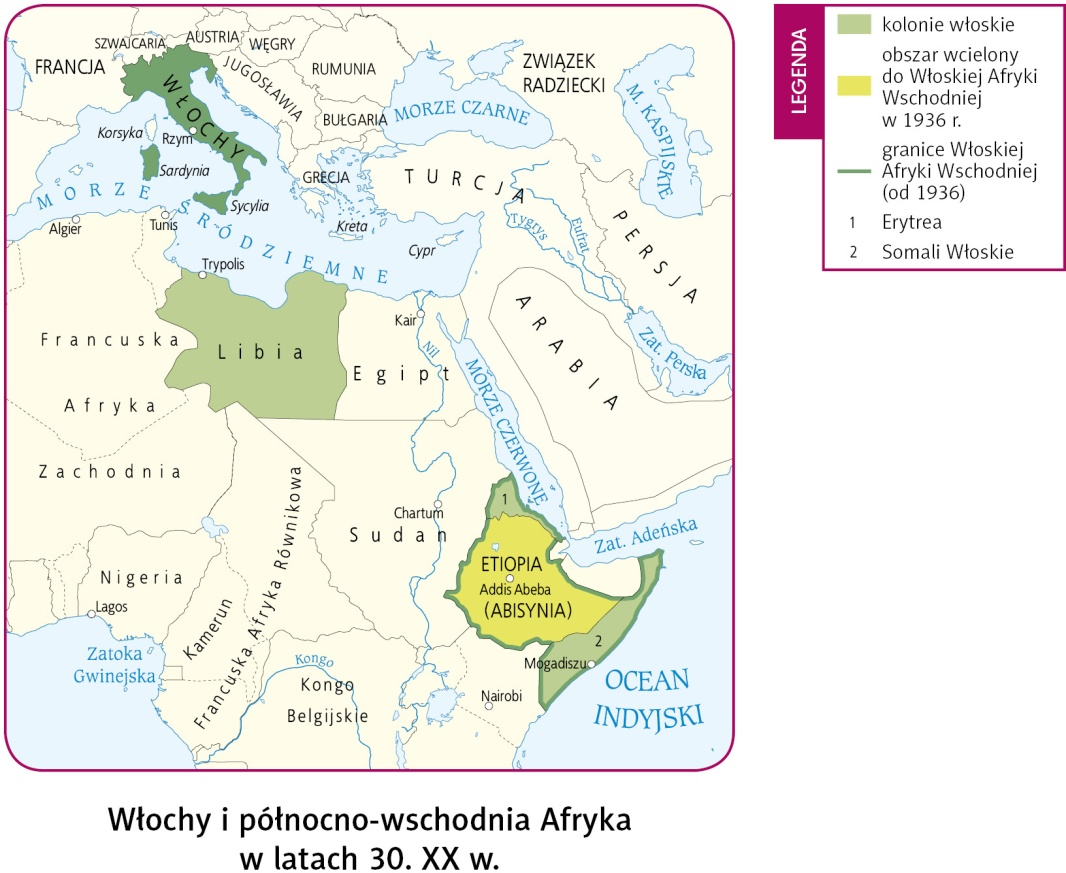 SZWAJCARIA
AUSTRIA
WĘGRY
FRANCJA
JUGOSŁAWIA
RUMUNIA
ZWIĄZEK
RADZIECKI
WŁOCHY
BUŁGARIA
MORZE CZARNE
M. KASPIJSKIE
Korsyka
Rzym
Sardynia
GRECJA
TURCJA
MORZE ŚRÓDZIEMNE
Sycylia
Kreta
Cypr
Tygrys
Eufrat
PERSJA
Algier
Tunis
Trypolis
Kair
Nil
ARABIA
Zat. Perska
Francuska
Afryka
Zachodnia
Libia
Egipt
MORZE CZERWONE
Chartum
Sudan
1
Zat. Adeńska
ETIOPIA
Addis Abeba
(ABISYNIA)
Nigeria
Lagos
Kamerun
Francuska Afryka Równikowa
Zatoka
Gwinejska
Kongo
Kongo
Belgijskie
2
Mogadiszu
Nairobi
OCEAN
INDYJSKI
LEGENDA
kolonie włoskie
obszar wcielony
do Włoskiej Afryki
Wschodniej
w 1936 r.
granice Włoskiej
Afryki Wschodniej
(od 1936)
1 Erytrea
2 Somali Włoskie
Włochy i północno-wschodnia Afryka
w latach 30. XX w.